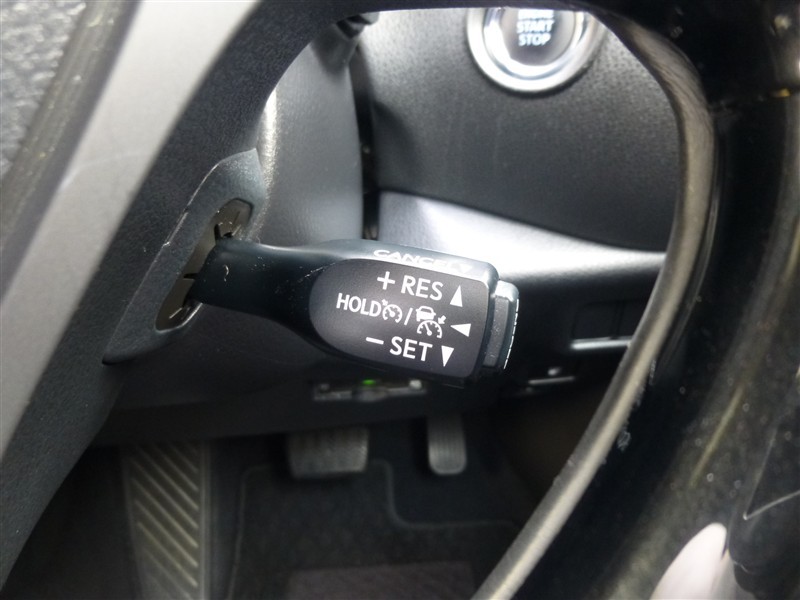 START
STOP
CANCEL
+ RES ▲
HOLD /
− SET ▼